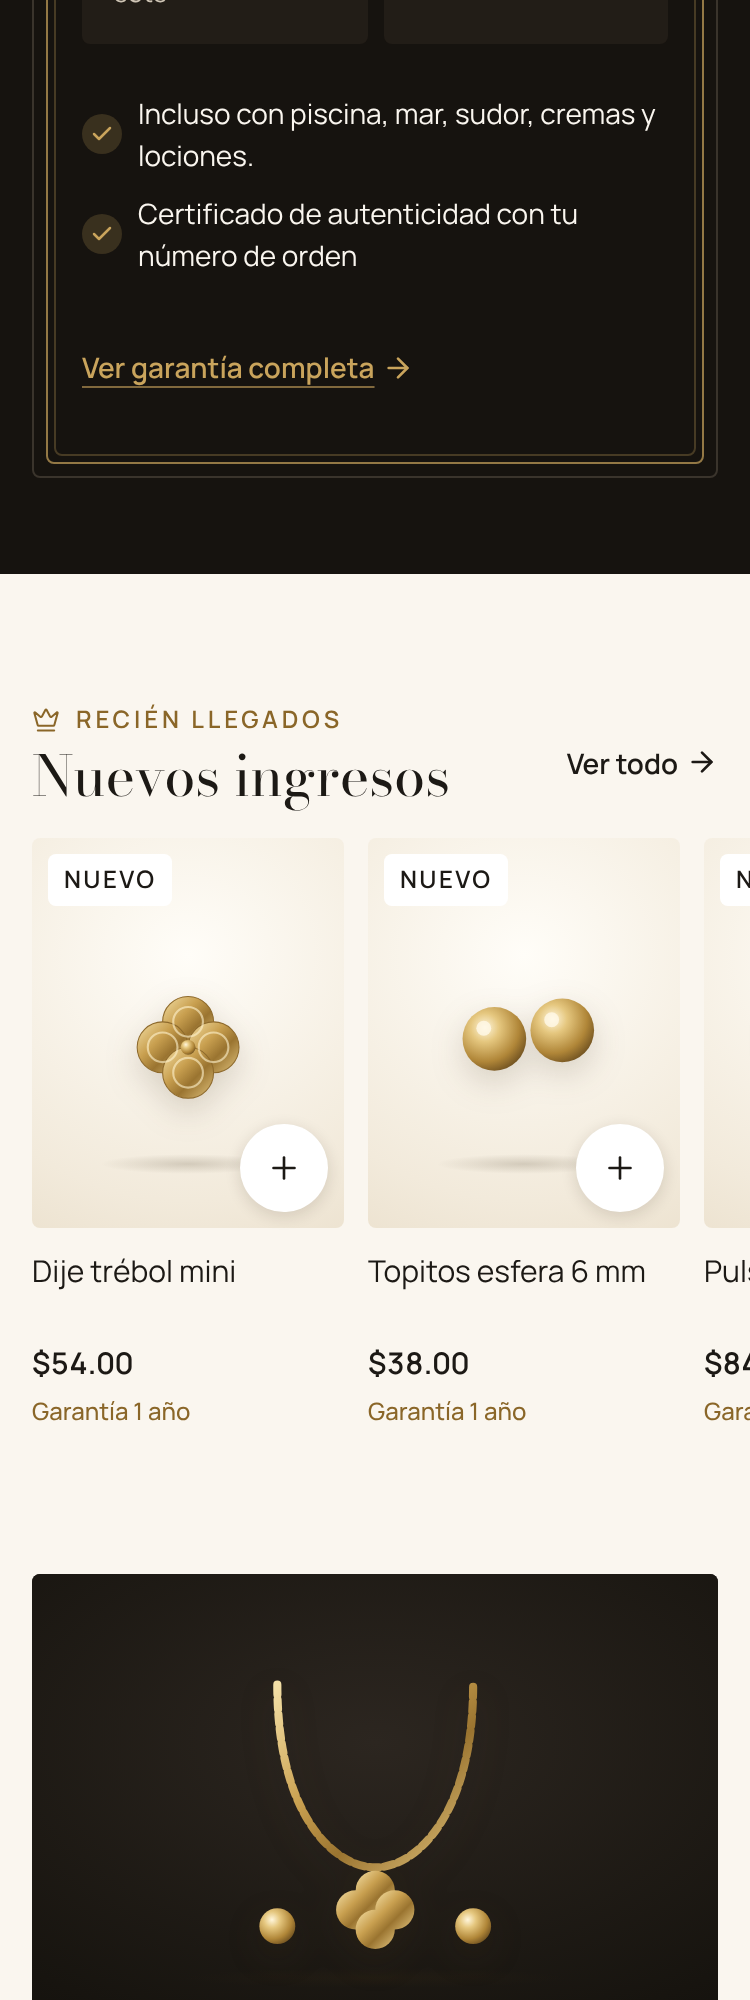 Incluso con piscina, mar, sudor, cremas y
lociones.
Certificado de autenticidad con tu
número de orden
Ver garantía completa
RECIÉN LLEGADOS
Nuevos ingresos
Ver todo
NUEVO
NUEVO
Dije trébol mini
Topitos esfera 6 mm
$54.00
$38.00
Garantía 1 año
Garantía 1 año